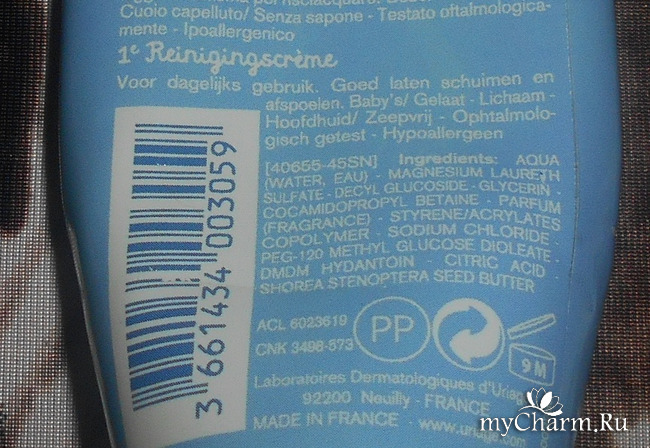 Cuoio capelluto/ Senza sapone - Testato oftalmologica-
mente - Ipoallergenico
1e Reinigingscrème
Voor dagelijks gebruik. Goed laten schuimen en
afspoelen. Baby's/ Gelaat - Lichaam -
Hoofdhuid/ Zeepvrij - Ophtalmolo-
gisch getest - Hypoallergeen
[40655-45SN] Ingredients: AQUA
(WATER, EAU) - MAGNESIUM LAURETH
SULFATE - DECYL GLUCOSIDE - GLYCERIN -
COCAMIDOPROPYL BETAINE - PARFUM
(FRAGRANCE) - STYRENE/ACRYLATES
COPOLYMER - SODIUM CHLORIDE -
PEG-120 METHYL GLUCOSE DIOLEATE -
DMDM HYDANTOIN - CITRIC ACID -
SHOREA STENOPTERA SEED BUTTER
3 661434 003059
ACL 6023619
CNK 3498-573
PP
9 M
Laboratoires Dermatologiques d'Uriag
92200 Neuilly - FRANCE
MADE IN FRANCE - www.uriag
myCharm.Ru